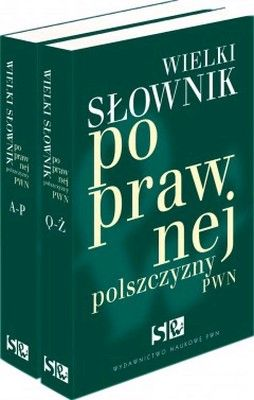 WIELKI
SŁOWNIK
po
praw
nej
polszczyzny
PWN
WYDAWNICTWO NAUKOWE PWN
WIELKI
SŁOWNIK
po
praw
nej
polszczyzny
PWN
A-P
WIELKI
SŁOWNIK
po
praw
nej
polszczyzny
PWN
Q-Ż